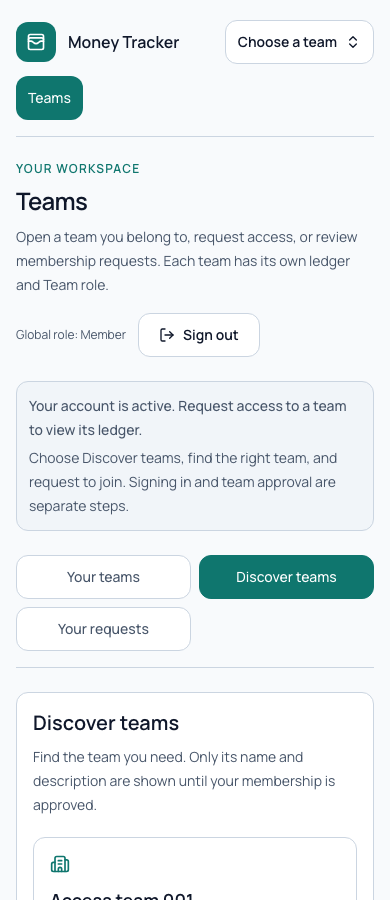 Money Tracker
Choose a team
Teams
YOUR WORKSPACE
Teams
Open a team you belong to, request access, or review
membership requests. Each team has its own ledger
and Team role.
Global role: Member
Sign out
Your account is active. Request access to a team
to view its ledger.
Choose Discover teams, find the right team, and
request to join. Signing in and team approval are
separate steps.
Your teams
Discover teams
Your requests
Discover teams
Find the team you need. Only its name and
description are shown until your membership is
approved.
Access team 001